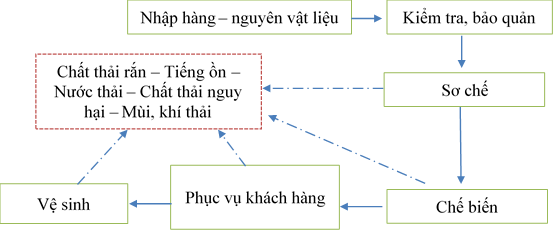 Nhập hàng – nguyên vật liệu
Kiểm tra, bảo quản
Chất thải rắn – Tiếng ồn –
Nước thải – Chất thải nguy
hại – Mùi, khí thải
Sơ chế
Vệ sinh
Phục vụ khách hàng
Chế biến